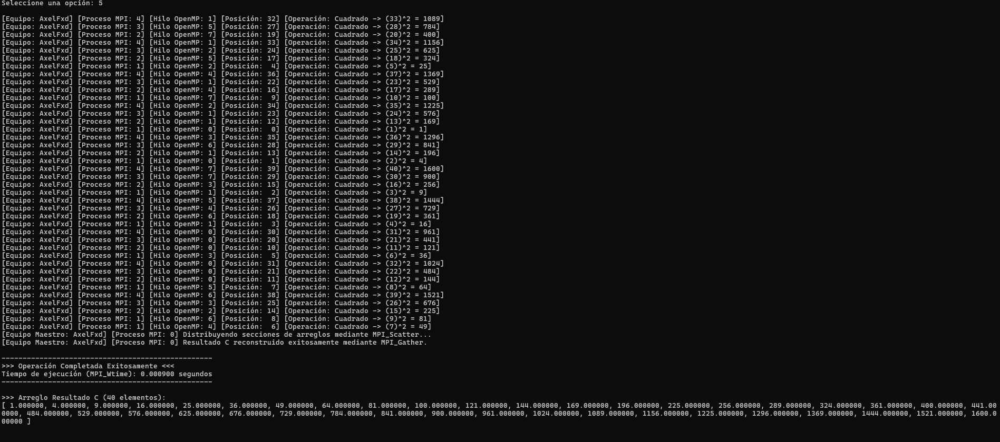 Seleccione una opción: 5
[Equipo: AxelFxd] [Proceso MPI: 4] [Hilo OpenMP: 1] [Posición: 32] [Operación: Cuadrado -> (33)^2 = 1089]
[Equipo: AxelFxd] [Proceso MPI: 3] [Hilo OpenMP: 5] [Posición: 27] [Operación: Cuadrado -> (28)^2 = 784]
[Equipo: AxelFxd] [Proceso MPI: 2] [Hilo OpenMP: 7] [Posición: 19] [Operación: Cuadrado -> (20)^2 = 400]
[Equipo: AxelFxd] [Proceso MPI: 4] [Hilo OpenMP: 1] [Posición: 33] [Operación: Cuadrado -> (34)^2 = 1156]
[Equipo: AxelFxd] [Proceso MPI: 3] [Hilo OpenMP: 2] [Posición: 24] [Operación: Cuadrado -> (25)^2 = 625]
[Equipo: AxelFxd] [Proceso MPI: 2] [Hilo OpenMP: 5] [Posición: 17] [Operación: Cuadrado -> (18)^2 = 324]
[Equipo: AxelFxd] [Proceso MPI: 1] [Hilo OpenMP: 2] [Posición:  4] [Operación: Cuadrado -> (5)^2 = 25]
[Equipo: AxelFxd] [Proceso MPI: 4] [Hilo OpenMP: 4] [Posición: 36] [Operación: Cuadrado -> (37)^2 = 1369]
[Equipo: AxelFxd] [Proceso MPI: 3] [Hilo OpenMP: 1] [Posición: 22] [Operación: Cuadrado -> (23)^2 = 529]
[Equipo: AxelFxd] [Proceso MPI: 2] [Hilo OpenMP: 4] [Posición: 16] [Operación: Cuadrado -> (17)^2 = 289]
[Equipo: AxelFxd] [Proceso MPI: 1] [Hilo OpenMP: 7] [Posición:  9] [Operación: Cuadrado -> (10)^2 = 100]
[Equipo: AxelFxd] [Proceso MPI: 4] [Hilo OpenMP: 2] [Posición: 34] [Operación: Cuadrado -> (35)^2 = 1225]
[Equipo: AxelFxd] [Proceso MPI: 3] [Hilo OpenMP: 1] [Posición: 23] [Operación: Cuadrado -> (24)^2 = 576]
[Equipo: AxelFxd] [Proceso MPI: 2] [Hilo OpenMP: 1] [Posición: 12] [Operación: Cuadrado -> (13)^2 = 169]
[Equipo: AxelFxd] [Proceso MPI: 1] [Hilo OpenMP: 0] [Posición:  0] [Operación: Cuadrado -> (1)^2 = 1]
[Equipo: AxelFxd] [Proceso MPI: 4] [Hilo OpenMP: 3] [Posición: 35] [Operación: Cuadrado -> (36)^2 = 1296]
[Equipo: AxelFxd] [Proceso MPI: 3] [Hilo OpenMP: 6] [Posición: 28] [Operación: Cuadrado -> (29)^2 = 841]
[Equipo: AxelFxd] [Proceso MPI: 2] [Hilo OpenMP: 1] [Posición: 13] [Operación: Cuadrado -> (14)^2 = 196]
[Equipo: AxelFxd] [Proceso MPI: 1] [Hilo OpenMP: 0] [Posición:  1] [Operación: Cuadrado -> (2)^2 = 4]
[Equipo: AxelFxd] [Proceso MPI: 4] [Hilo OpenMP: 7] [Posición: 39] [Operación: Cuadrado -> (40)^2 = 1600]
[Equipo: AxelFxd] [Proceso MPI: 3] [Hilo OpenMP: 7] [Posición: 29] [Operación: Cuadrado -> (30)^2 = 900]
[Equipo: AxelFxd] [Proceso MPI: 2] [Hilo OpenMP: 3] [Posición: 15] [Operación: Cuadrado -> (16)^2 = 256]
[Equipo: AxelFxd] [Proceso MPI: 1] [Hilo OpenMP: 1] [Posición:  2] [Operación: Cuadrado -> (3)^2 = 9]
[Equipo: AxelFxd] [Proceso MPI: 4] [Hilo OpenMP: 5] [Posición: 37] [Operación: Cuadrado -> (38)^2 = 1444]
[Equipo: AxelFxd] [Proceso MPI: 3] [Hilo OpenMP: 4] [Posición: 26] [Operación: Cuadrado -> (27)^2 = 729]
[Equipo: AxelFxd] [Proceso MPI: 2] [Hilo OpenMP: 6] [Posición: 18] [Operación: Cuadrado -> (19)^2 = 361]
[Equipo: AxelFxd] [Proceso MPI: 1] [Hilo OpenMP: 1] [Posición:  3] [Operación: Cuadrado -> (4)^2 = 16]
[Equipo: AxelFxd] [Proceso MPI: 4] [Hilo OpenMP: 0] [Posición: 30] [Operación: Cuadrado -> (31)^2 = 961]
[Equipo: AxelFxd] [Proceso MPI: 3] [Hilo OpenMP: 0] [Posición: 20] [Operación: Cuadrado -> (21)^2 = 441]
[Equipo: AxelFxd] [Proceso MPI: 2] [Hilo OpenMP: 0] [Posición: 10] [Operación: Cuadrado -> (11)^2 = 121]
[Equipo: AxelFxd] [Proceso MPI: 1] [Hilo OpenMP: 3] [Posición:  5] [Operación: Cuadrado -> (6)^2 = 36]
[Equipo: AxelFxd] [Proceso MPI: 4] [Hilo OpenMP: 0] [Posición: 31] [Operación: Cuadrado -> (32)^2 = 1024]
[Equipo: AxelFxd] [Proceso MPI: 3] [Hilo OpenMP: 0] [Posición: 21] [Operación: Cuadrado -> (22)^2 = 484]
[Equipo: AxelFxd] [Proceso MPI: 2] [Hilo OpenMP: 0] [Posición: 11] [Operación: Cuadrado -> (12)^2 = 144]
[Equipo: AxelFxd] [Proceso MPI: 1] [Hilo OpenMP: 5] [Posición:  7] [Operación: Cuadrado -> (8)^2 = 64]
[Equipo: AxelFxd] [Proceso MPI: 4] [Hilo OpenMP: 6] [Posición: 38] [Operación: Cuadrado -> (39)^2 = 1521]
[Equipo: AxelFxd] [Proceso MPI: 3] [Hilo OpenMP: 3] [Posición: 25] [Operación: Cuadrado -> (26)^2 = 676]
[Equipo: AxelFxd] [Proceso MPI: 2] [Hilo OpenMP: 2] [Posición: 14] [Operación: Cuadrado -> (15)^2 = 225]
[Equipo: AxelFxd] [Proceso MPI: 1] [Hilo OpenMP: 6] [Posición:  8] [Operación: Cuadrado -> (9)^2 = 81]
[Equipo: AxelFxd] [Proceso MPI: 1] [Hilo OpenMP: 4] [Posición:  6] [Operación: Cuadrado -> (7)^2 = 49]
[Equipo Maestro: AxelFxd] [Proceso MPI: 0] Distribuyendo secciones de arreglos mediante MPI_Scatter...
[Equipo Maestro: AxelFxd] [Proceso MPI: 0] Resultado C reconstruido exitosamente mediante MPI_Gather.
--------------------------------------------------
>>> Operación Completada Exitosamente <<<
Tiempo de ejecución (MPI_Wtime): 0.000900 segundos
--------------------------------------------------
>>> Arreglo Resultado C (40 elementos):
[ 1.000000, 4.000000, 9.000000, 16.000000, 25.000000, 36.000000, 49.000000, 64.000000, 81.000000, 100.000000, 121.000000, 144.000000, 169.000000, 196.000000, 225.000000, 256.000000, 289.000000, 324.000000, 361.000000, 400.000000, 441.00
0000, 484.000000, 529.000000, 576.000000, 625.000000, 676.000000, 729.000000, 784.000000, 841.000000, 900.000000, 961.000000, 1024.000000, 1089.000000, 1156.000000, 1225.000000, 1296.000000, 1369.000000, 1444.000000, 1521.000000, 1600.0
00000 ]